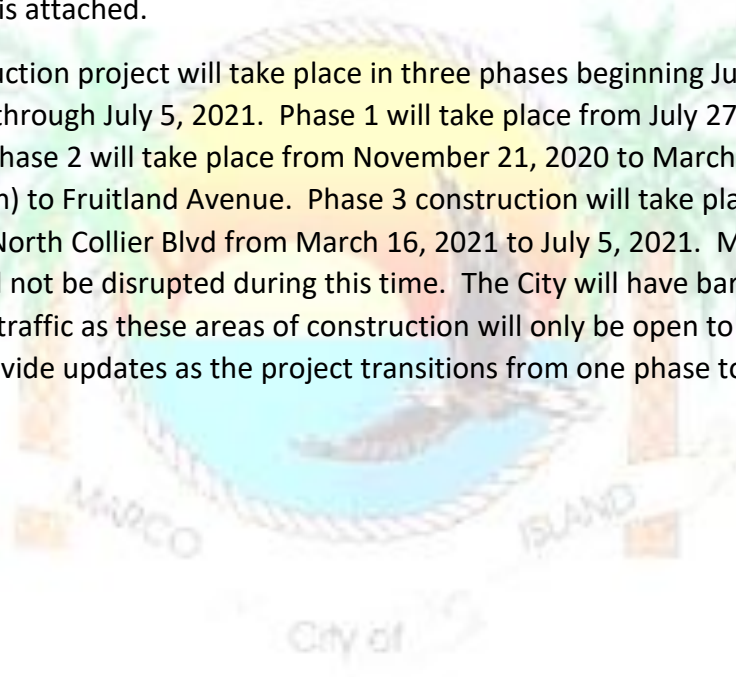 is attached.
uction project will take place in three phases beginning Ju
through July 5, 2021.  Phase 1 will take place from July 27
hase 2 will take place from November 21, 2020 to March
n) to Fruitland Avenue.  Phase 3 construction will take pla
North Collier Blvd from March 16, 2021 to July 5, 2021.  M
l not be disrupted during this time.  The City will have bar
traffic as these areas of construction will only be open to
vide updates as the project transitions from one phase to
MARCO ISLAND
City of